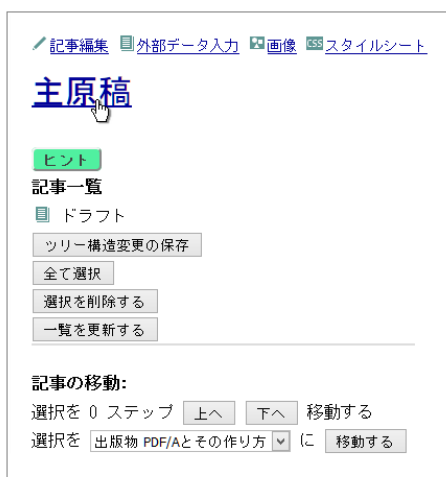 記事編集 外部データ入力 画像 CSS スタイルシート
主原稿
ヒント
記事一覧
ドラフト
ツリー構造変更の保存
全て選択
選択を削除する
一覧を更新する
記事の移動:
選択を 0 ステップ 上へ 下へ 移動する
選択を 出版物 PDF/Aとその作り方 に 移動する